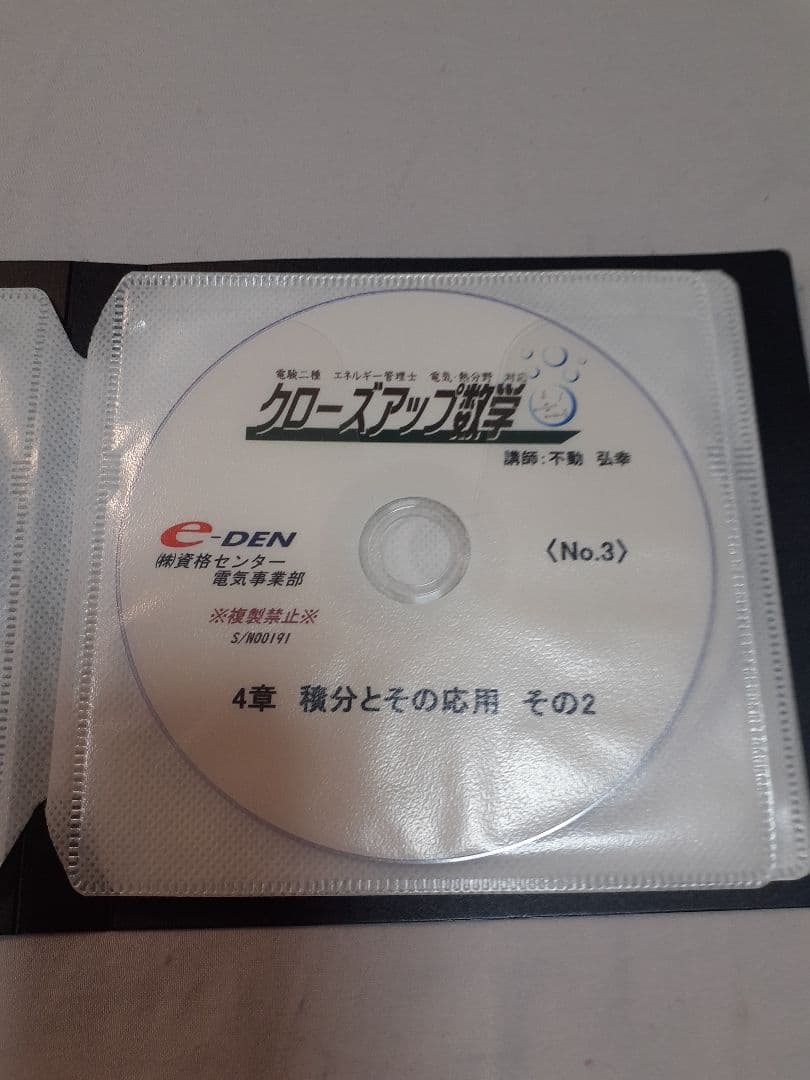 電験二種 エネルギー管理士 電気・熱分野 対応
クローズアップ数学
講師:不動 弘幸
e-DEN
㈱資格センター
電気事業部
〈No.3〉
※複製禁止※
S/N00191
4章 積分とその応用 その2